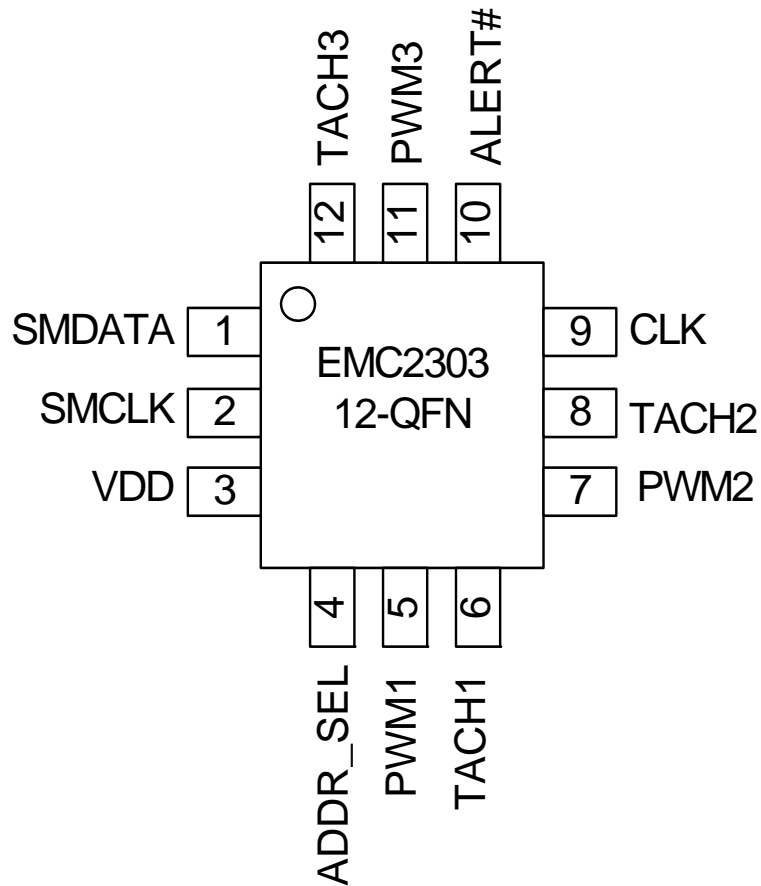 TACH3
PWM3
ALERT#
12
11
10
SMDATA 1
SMCLK 2
VDD 3
EMC2303
12-QFN
9 CLK
8 TACH2
7 PWM2
4
5
6
ADDR_SEL
PWM1
TACH1